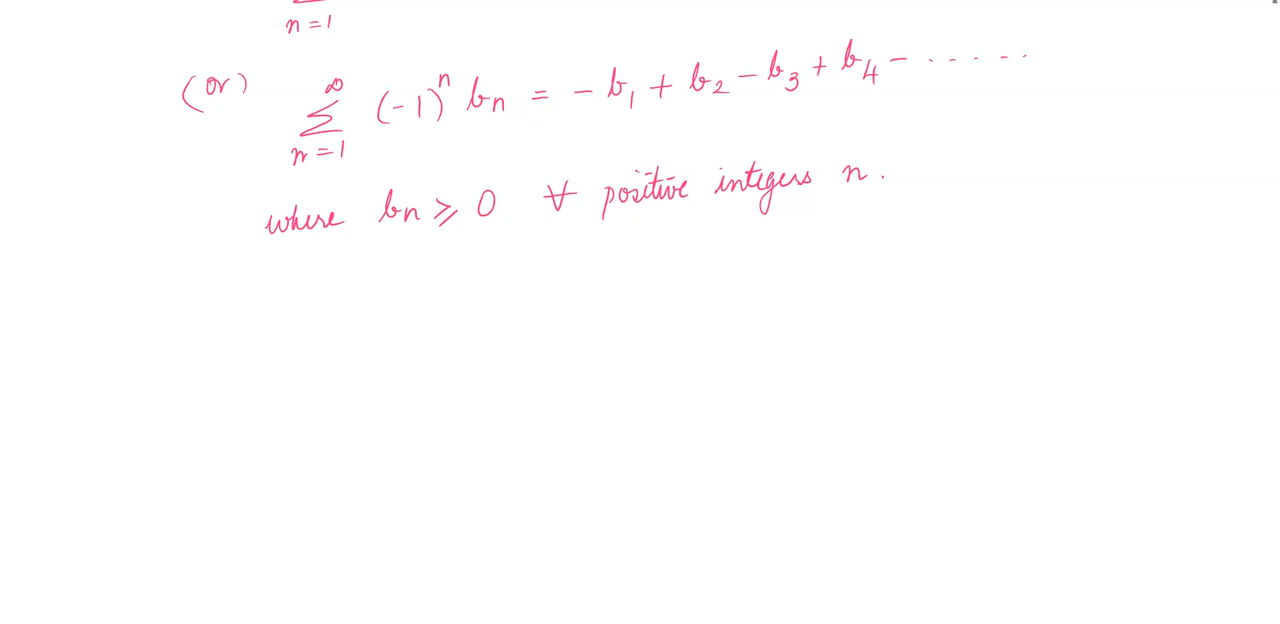 n=1
(or) ∑_{n=1}^{∞} (-1)^n b_n = - b_1 + b_2 - b_3 + b_4 - ......
where b_n ⩾ 0 ∀ positive integers n.